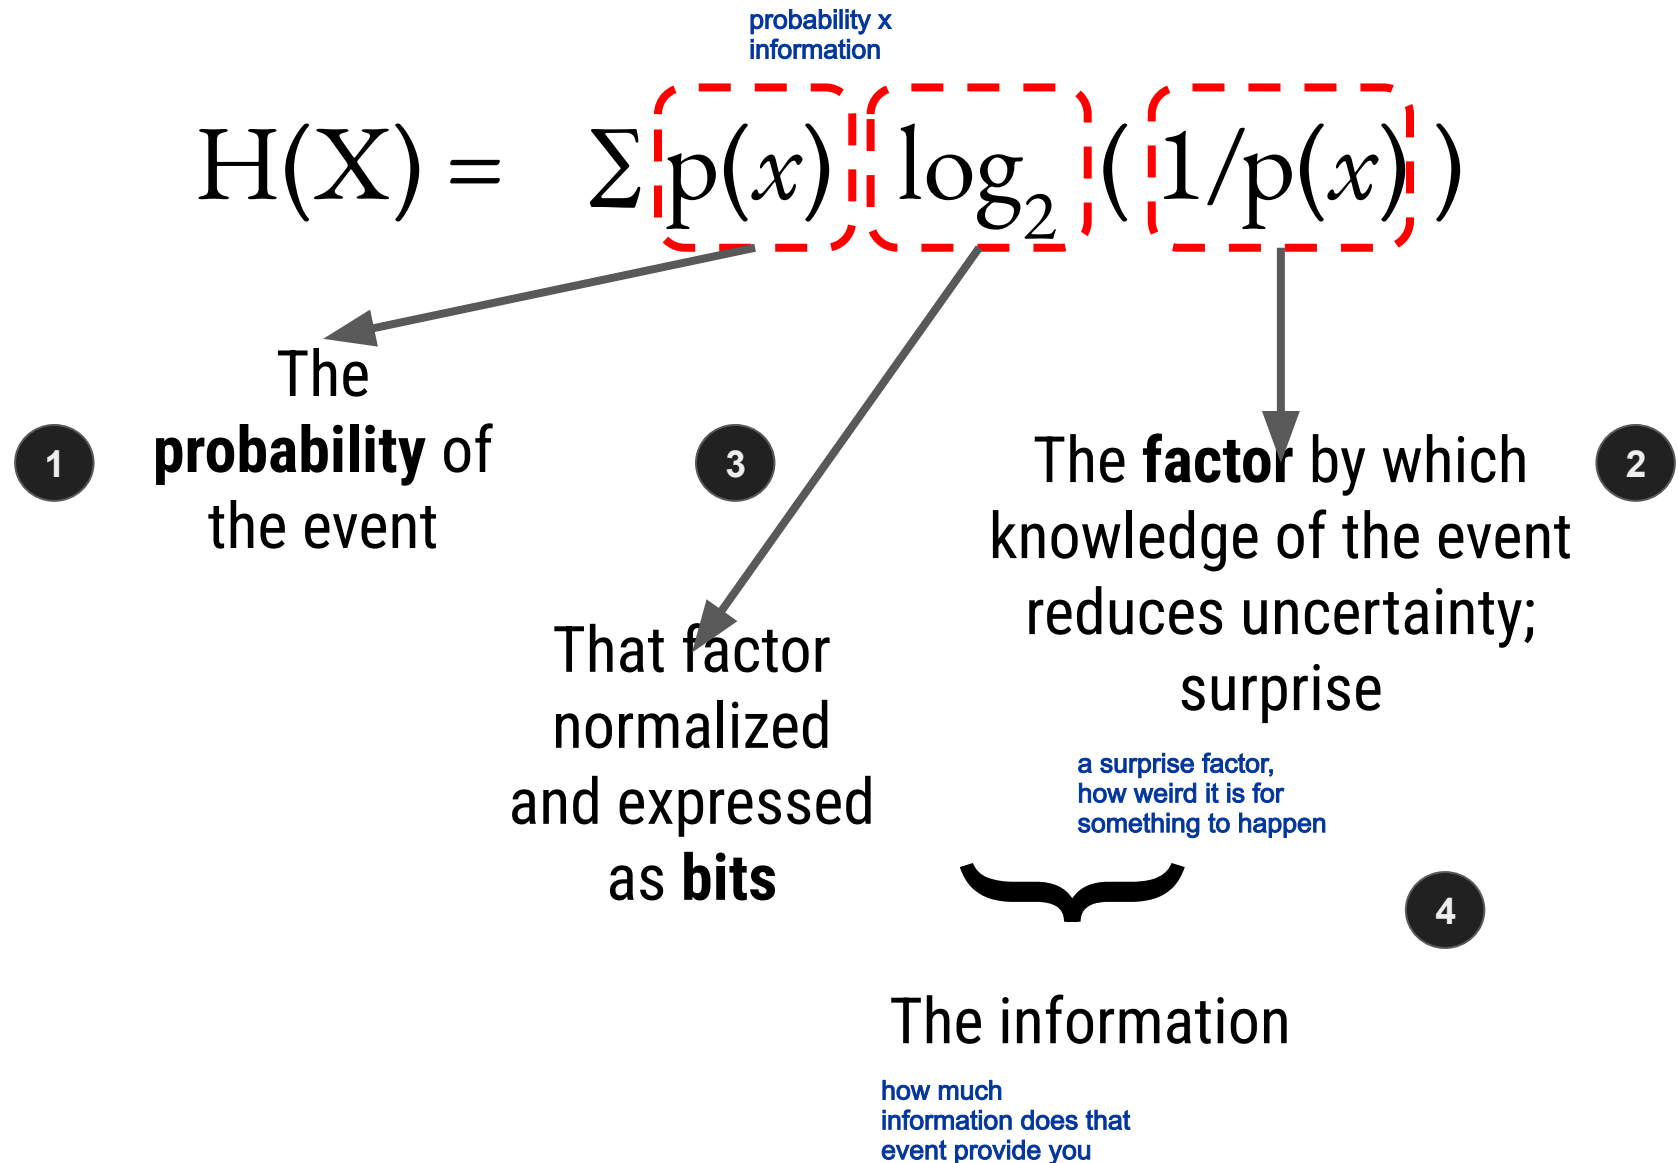 probability x
information
H(X) = Σ p(x) log₂ ( 1/p(x) )
1
The
probability of
the event
3
That factor
normalized
and expressed
as bits
The factor by which
knowledge of the event
reduces uncertainty;
surprise
2
a surprise factor,
how weird it is for
something to happen
4
The information
how much
information does that
event provide you